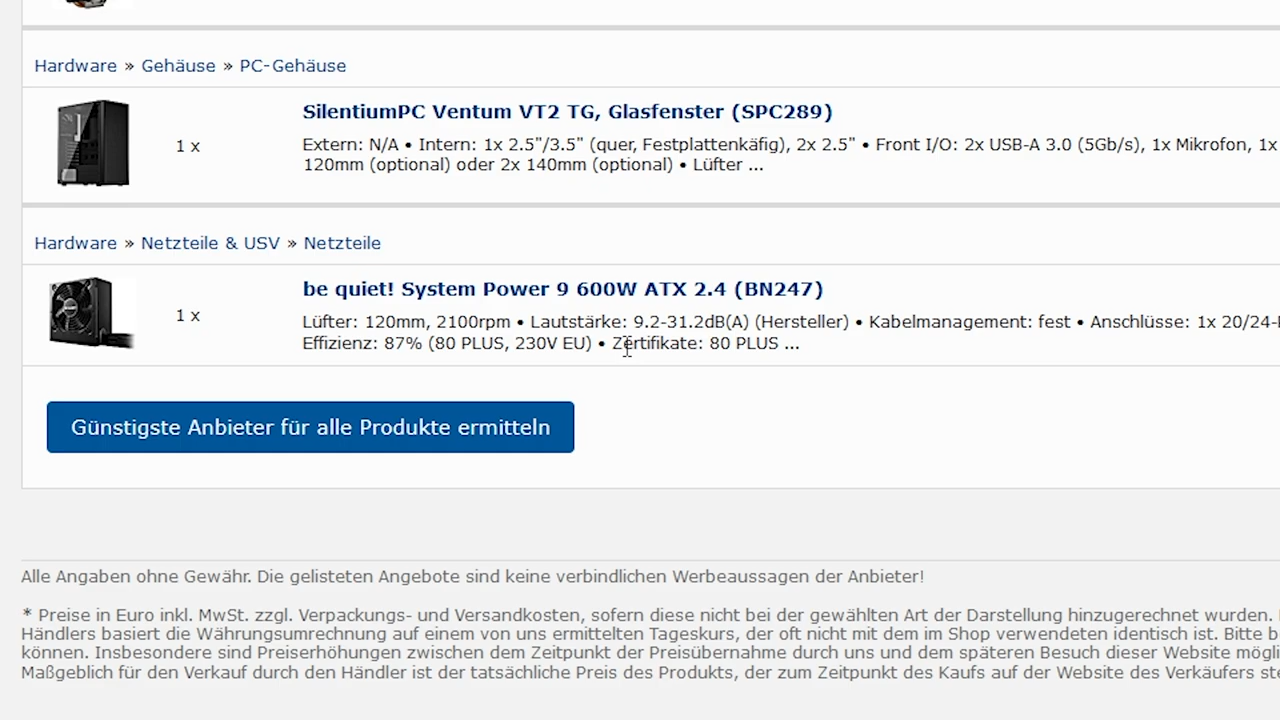 Hardware » Gehäuse » PC-Gehäuse
SilentiumPC Ventum VT2 TG, Glasfenster (SPC289)
1 x
Extern: N/A • Intern: 1x 2.5"/3.5" (quer, Festplattenkäfig), 2x 2.5" • Front I/O: 2x USB-A 3.0 (5Gb/s), 1x Mikrofon, 1x
120mm (optional) oder 2x 140mm (optional) • Lüfter ...
Hardware » Netzteile & USV » Netzteile
be quiet! System Power 9 600W ATX 2.4 (BN247)
1 x
Lüfter: 120mm, 2100rpm • Lautstärke: 9.2-31.2dB(A) (Hersteller) • Kabelmanagement: fest • Anschlüsse: 1x 20/24-
Effizienz: 87% (80 PLUS, 230V EU) • Zertifikate: 80 PLUS ...
Günstigste Anbieter für alle Produkte ermitteln
Alle Angaben ohne Gewähr. Die gelisteten Angebote sind keine verbindlichen Werbeaussagen der Anbieter!
* Preise in Euro inkl. MwSt. zzgl. Verpackungs- und Versandkosten, sofern diese nicht bei der gewählten Art der Darstellung hinzugerechnet wurden.
Händlers basiert die Währungsumrechnung auf einem von uns ermittelten Tageskurs, der oft nicht mit dem im Shop verwendeten identisch ist. Bitte b
können. Insbesondere sind Preiserhöhungen zwischen dem Zeitpunkt der Preisübernahme durch uns und dem späteren Besuch dieser Website mögli
Maßgeblich für den Verkauf durch den Händler ist der tatsächliche Preis des Produkts, der zum Zeitpunkt des Kaufs auf der Website des Verkäufers ste